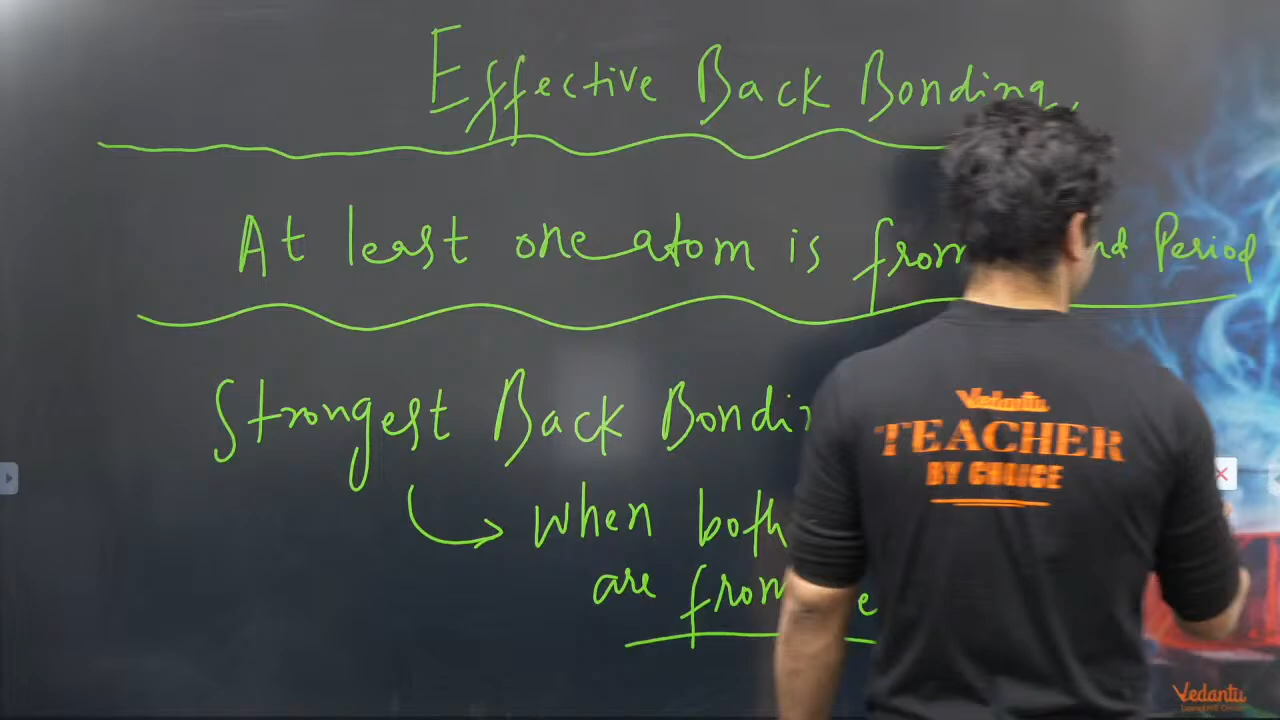 Effective Back Bonding,
At least one atom is from nd Period
Strongest Back Bondin
when both
are from e
Vedantu
TEACHER
BY CHOICE
Vedantu